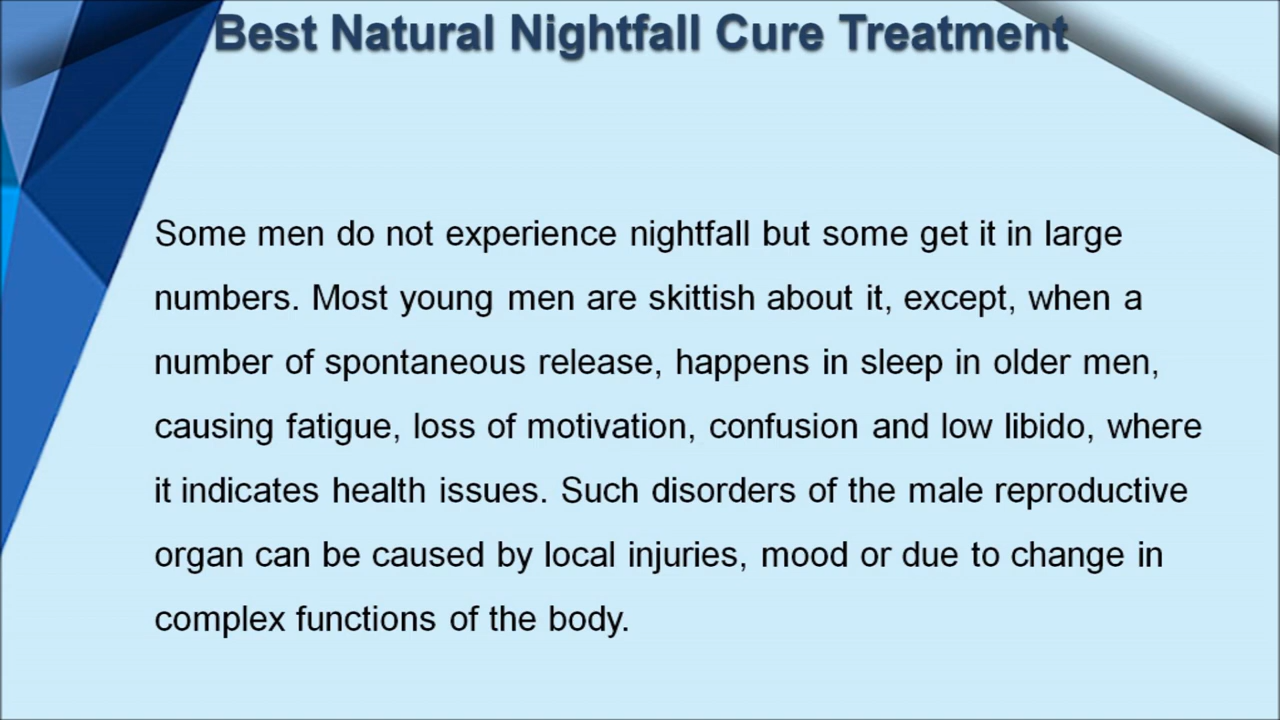 Best Natural Nightfall Cure Treatment
Some men do not experience nightfall but some get it in large
numbers. Most young men are skittish about it, except, when a
number of spontaneous release, happens in sleep in older men,
causing fatigue, loss of motivation, confusion and low libido, where
it indicates health issues. Such disorders of the male reproductive
organ can be caused by local injuries, mood or due to change in
complex functions of the body.